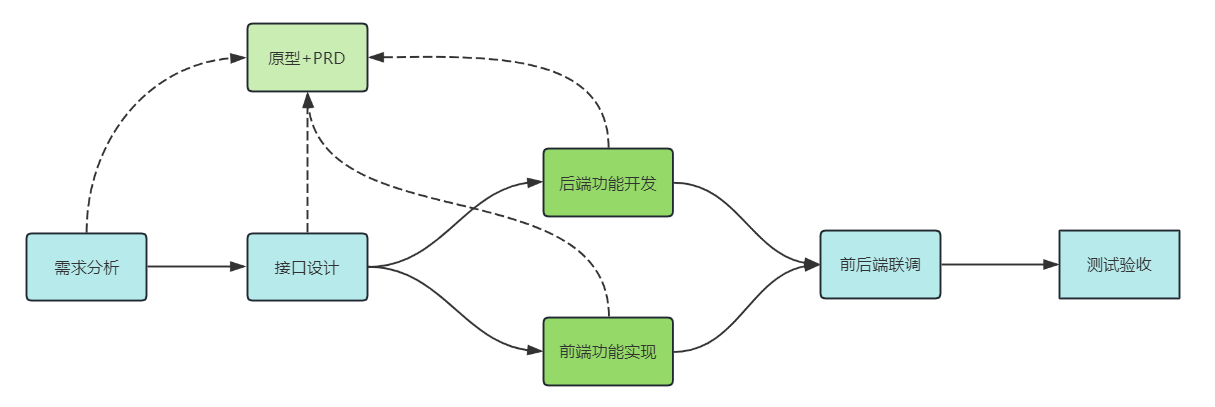 原型+PRD
后端功能开发
需求分析
接口设计
前后端联调
测试验收
前端功能实现